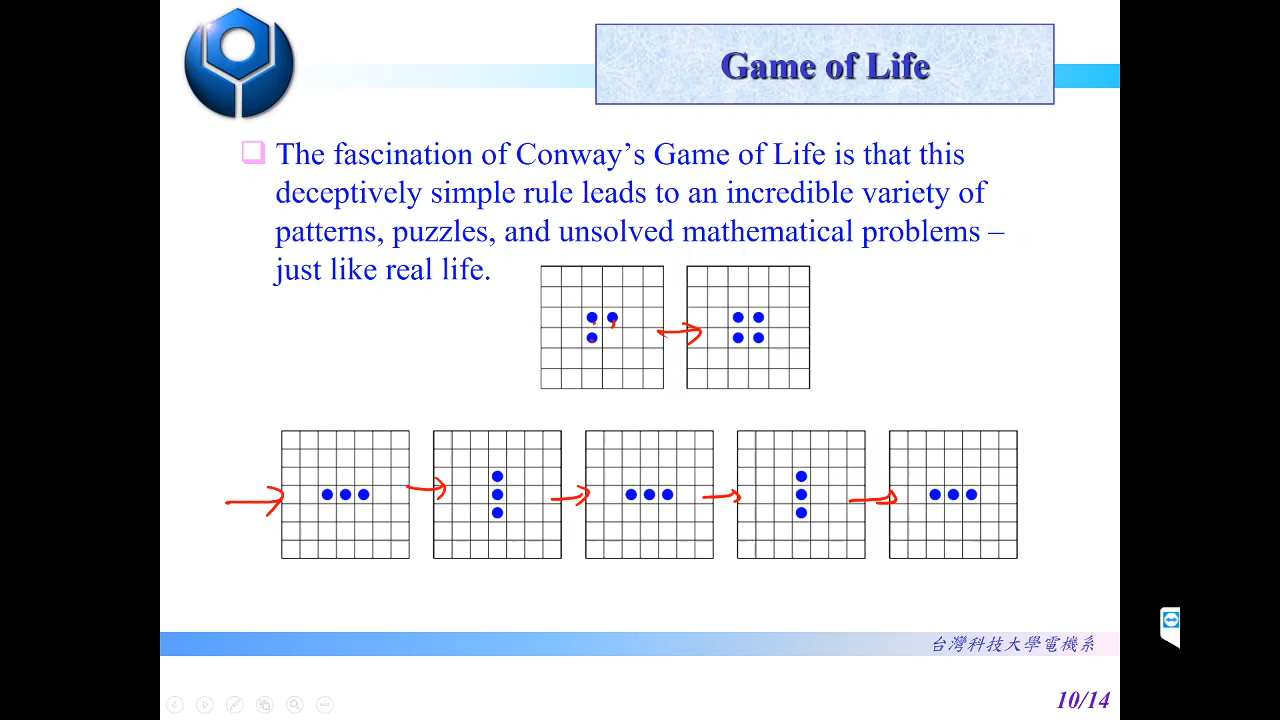 Game of Life
The fascination of Conway’s Game of Life is that this
deceptively simple rule leads to an incredible variety of
patterns, puzzles, and unsolved mathematical problems –
just like real life.
台灣科技大學電機系
10/14